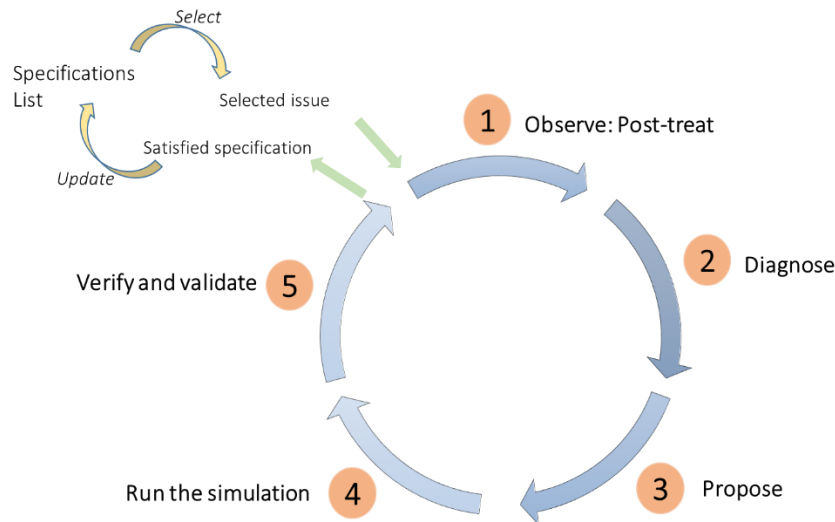 Select
Specifications
List
Selected issue
Satisfied specification
Update
1
Observe: Post-treat
2
Diagnose
3
Propose
4
Run the simulation
5
Verify and validate